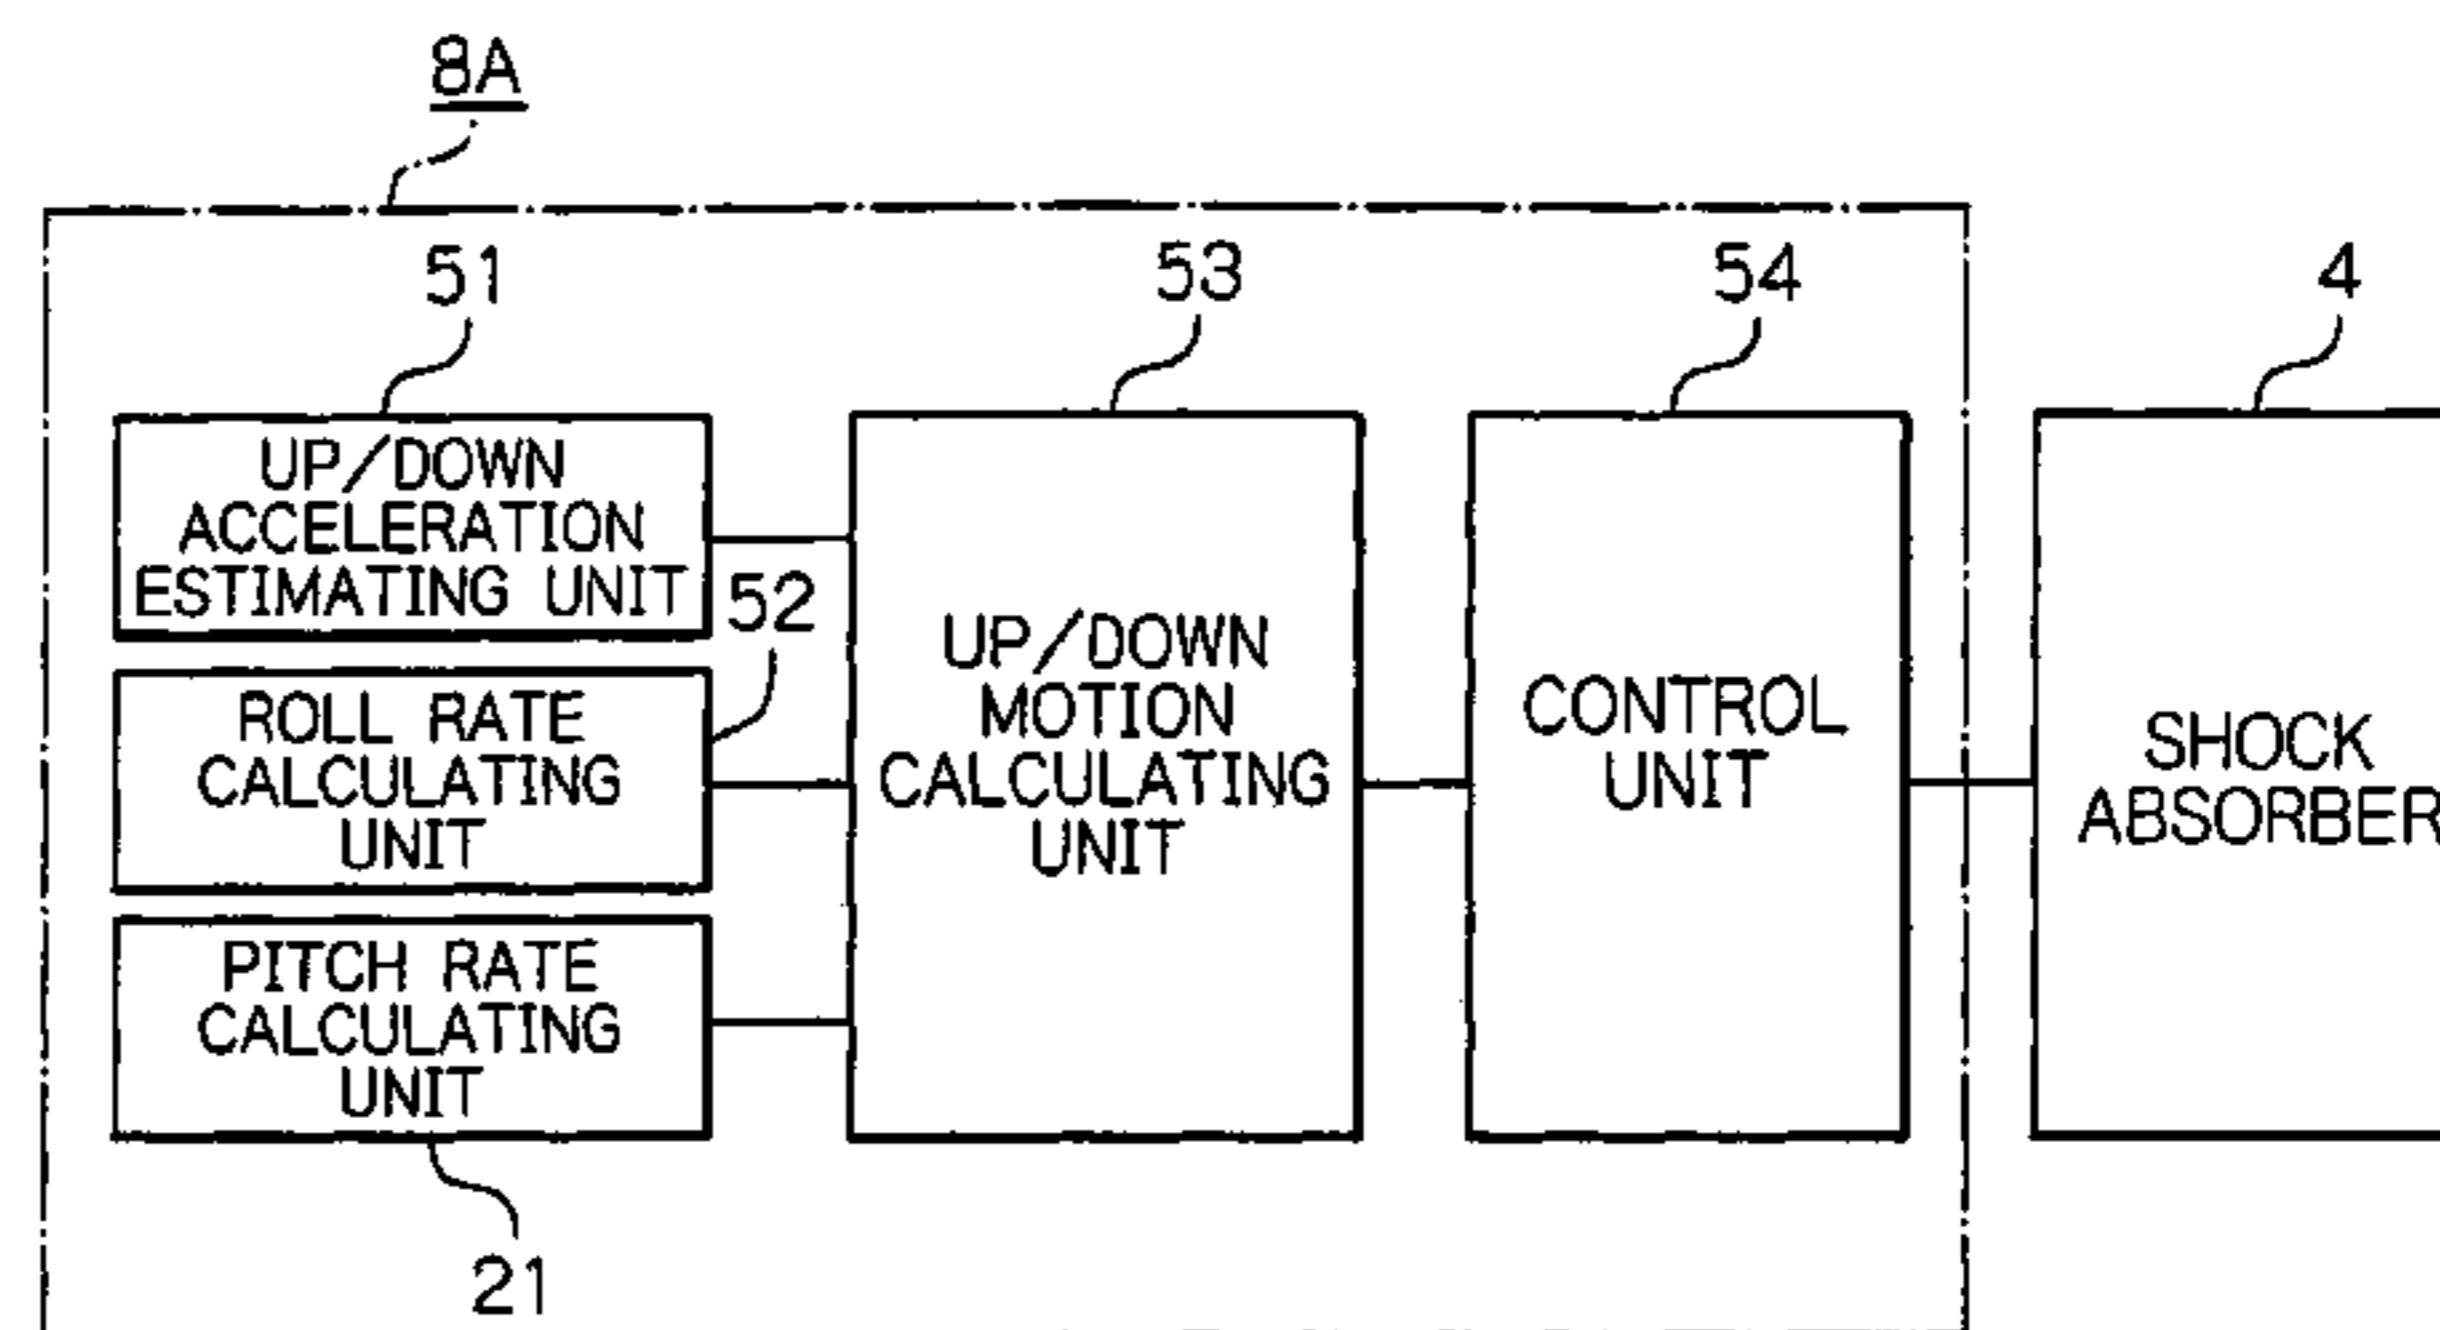 8A
51
53
54
4
UP/DOWN
ACCELERATION
ESTIMATING UNIT
52
ROLL RATE
CALCULATING
UNIT
PITCH RATE
CALCULATING
UNIT
21
UP/DOWN
MOTION
CALCULATING
UNIT
CONTROL
UNIT
SHOCK
ABSORBER